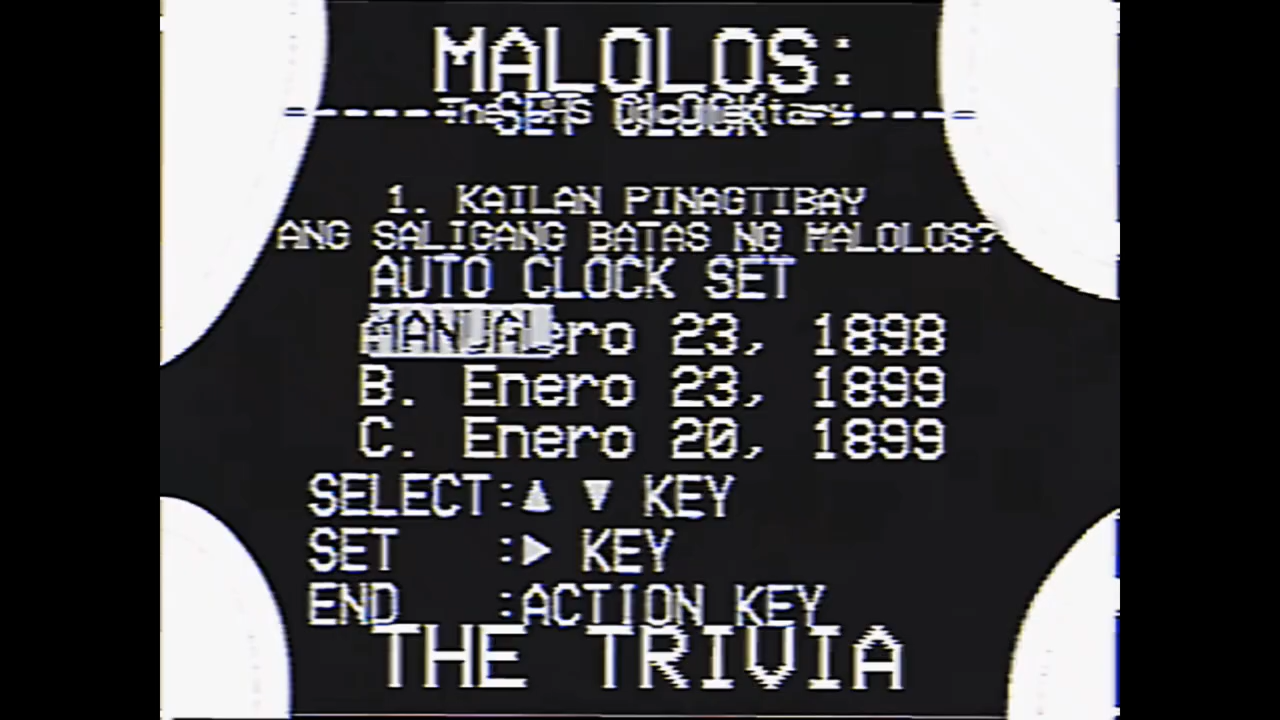 MALOLOS:
SET CLOCK
1. KAILAN PINAGTIBAY
ANG SALIGANG BATAS NG MALOLOS?
AUTO CLOCK SET
MANUAL
ero 23, 1898
B. Enero 23, 1899
C. Enero 20, 1899
SELECT:▲ ▼ KEY
SET :▶ KEY
END :ACTION KEY
THE TRIVIA